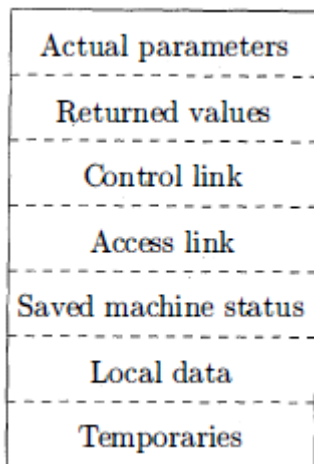 Actual parameters
Returned values
Control link
Access link
Saved machine status
Local data
Temporaries